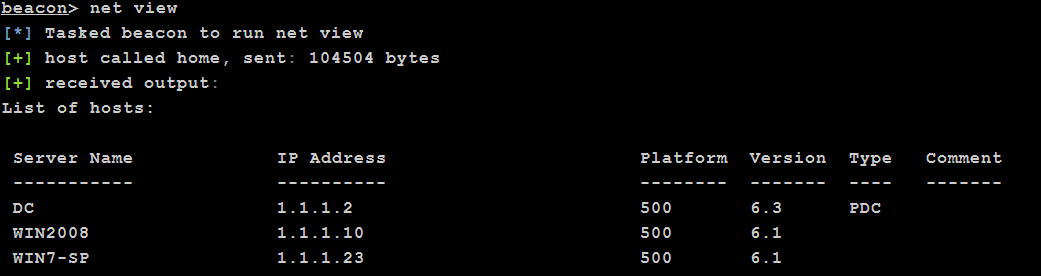 beacon> net view
[*] Tasked beacon to run net view
[+] host called home, sent: 104504 bytes
[+] received output:
List of hosts:
Server Name IP Address Platform Version Type Comment
----------- ---------- -------- ------- ---- -------
DC 1.1.1.2 500 6.3 PDC
WIN2008 1.1.1.10 500 6.1
WIN7-SP 1.1.1.23 500 6.1